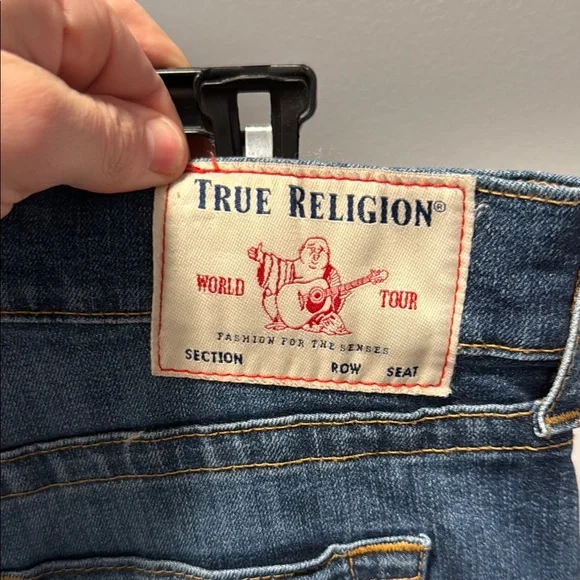 TRUE RELIGION®
WORLD TOUR
FASHION FOR THE SENSES
SECTION ROW SEAT